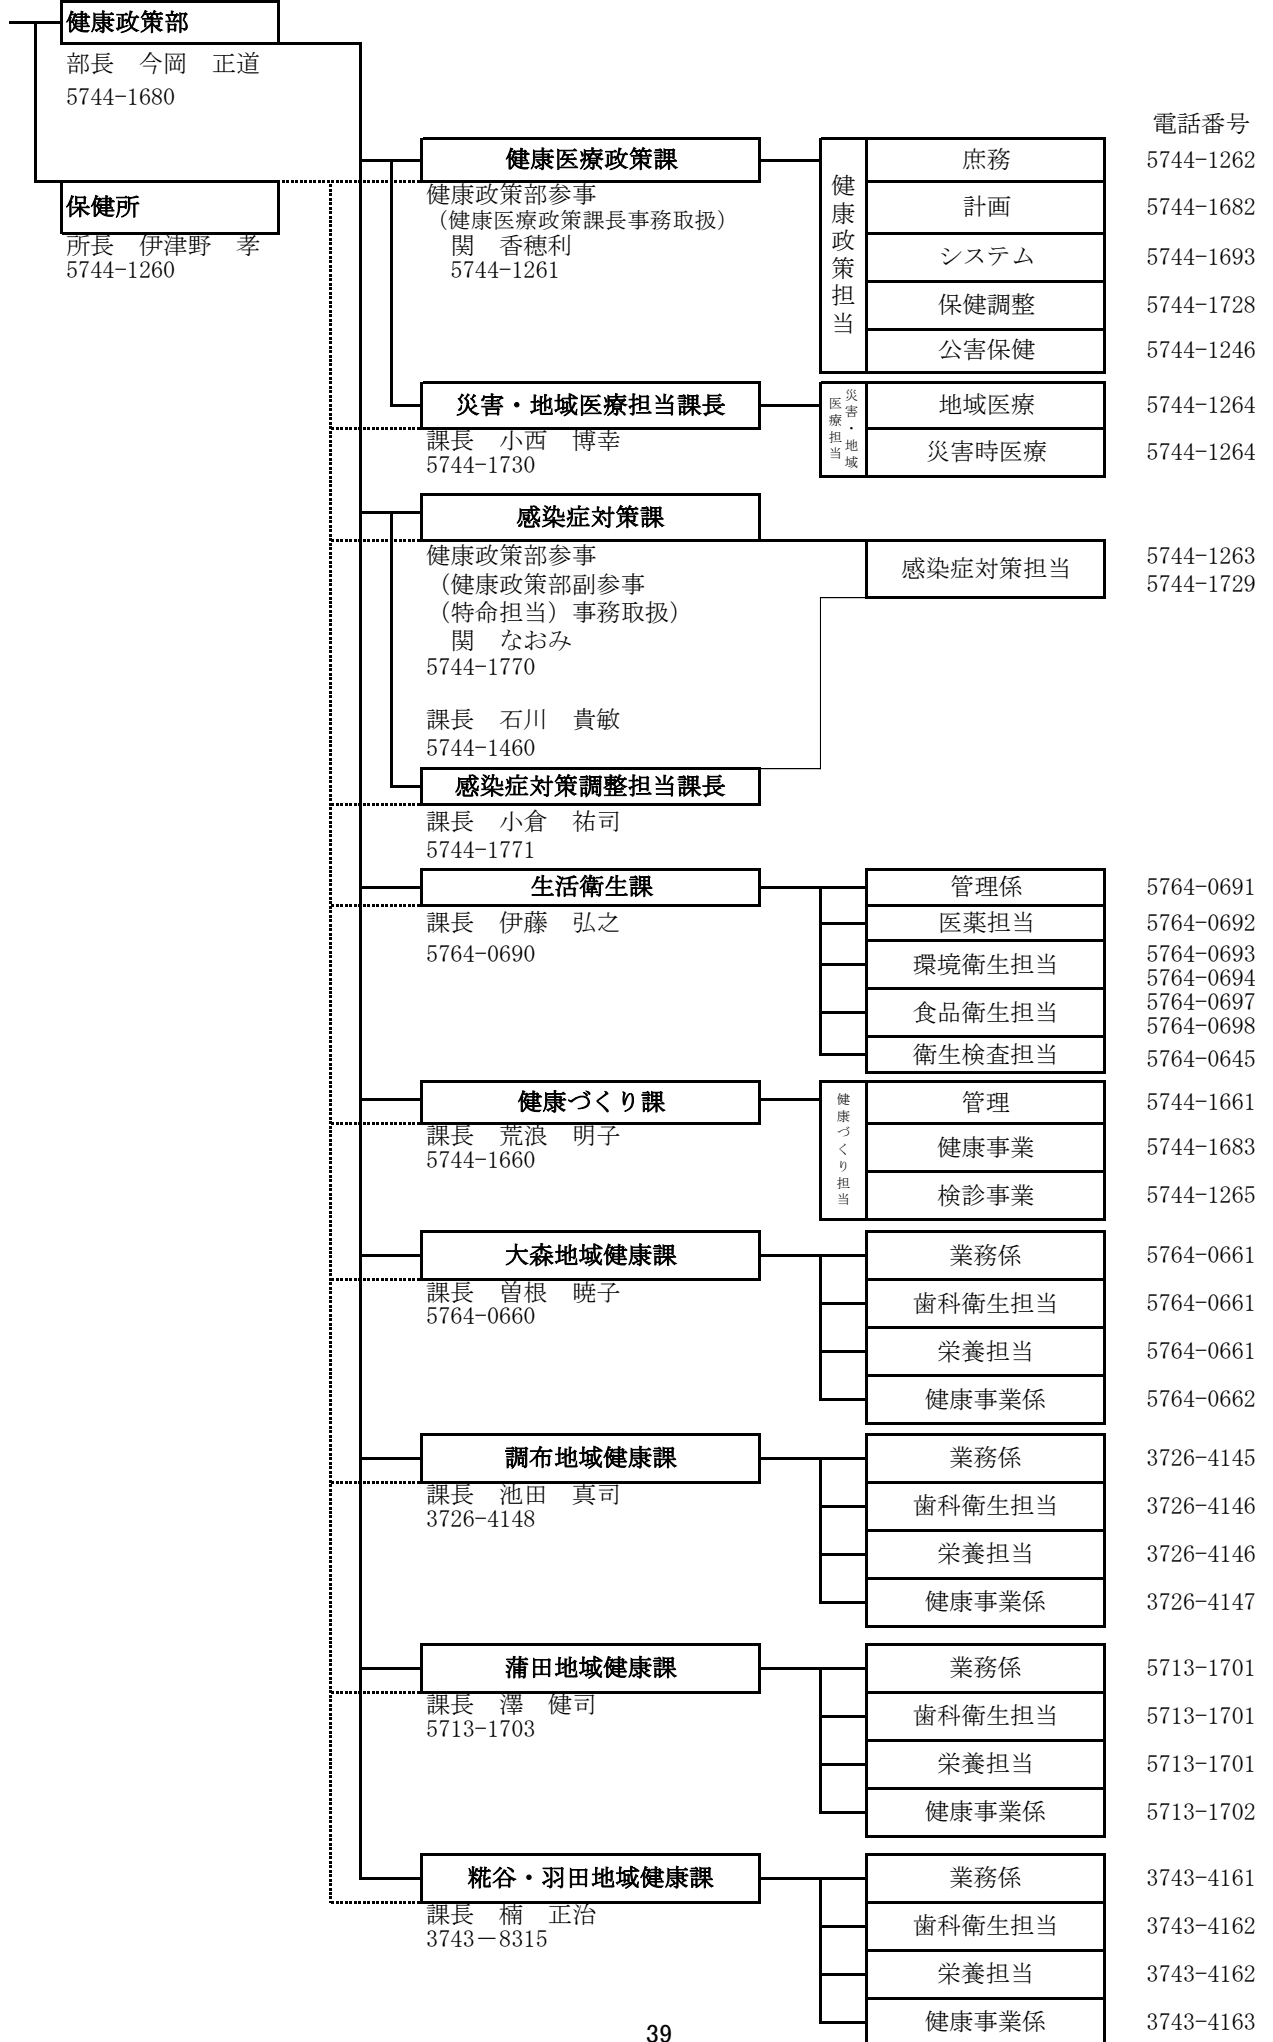 健康政策部
部長　今岡　正道
5744-1680
保健所
所長　伊津野　孝
5744-1260
電話番号
健康医療政策課
健康政策部参事
（健康医療政策課長事務取扱）
関　香穂利
5744-1261
健康政策担当
庶務 5744-1262
計画 5744-1682
システム 5744-1693
保健調整 5744-1728
公害保健 5744-1246
災害・地域医療担当課長
課長　小西　博幸
5744-1730
災害・地域
医療担当
地域医療 5744-1264
災害時医療 5744-1264
感染症対策課
健康政策部参事
（健康政策部副参事
（特命担当）事務取扱）
関　なおみ
5744-1770
課長　石川　貴敏
5744-1460
感染症対策担当 5744-1263
5744-1729
感染症対策調整担当課長
課長　小倉　祐司
5744-1771
生活衛生課
課長　伊藤　弘之
5764-0690
管理係 5764-0691
医薬担当 5764-0692
環境衛生担当 5764-0693
5764-0694
食品衛生担当 5764-0697
5764-0698
衛生検査担当 5764-0645
健康づくり課
課長　荒浪　明子
5744-1660
健康づくり担当
管理 5744-1661
健康事業 5744-1683
検診事業 5744-1265
大森地域健康課
課長　曽根　暁子
5764-0660
業務係 5764-0661
歯科衛生担当 5764-0661
栄養担当 5764-0661
健康事業係 5764-0662
調布地域健康課
課長　池田　真司
3726-4148
業務係 3726-4145
歯科衛生担当 3726-4146
栄養担当 3726-4146
健康事業係 3726-4147
蒲田地域健康課
課長　澤　健司
5713-1703
業務係 5713-1701
歯科衛生担当 5713-1701
栄養担当 5713-1701
健康事業係 5713-1702
糀谷・羽田地域健康課
課長　楠　正治
3743－8315
業務係 3743-4161
歯科衛生担当 3743-4162
栄養担当 3743-4162
健康事業係 3743-4163
39